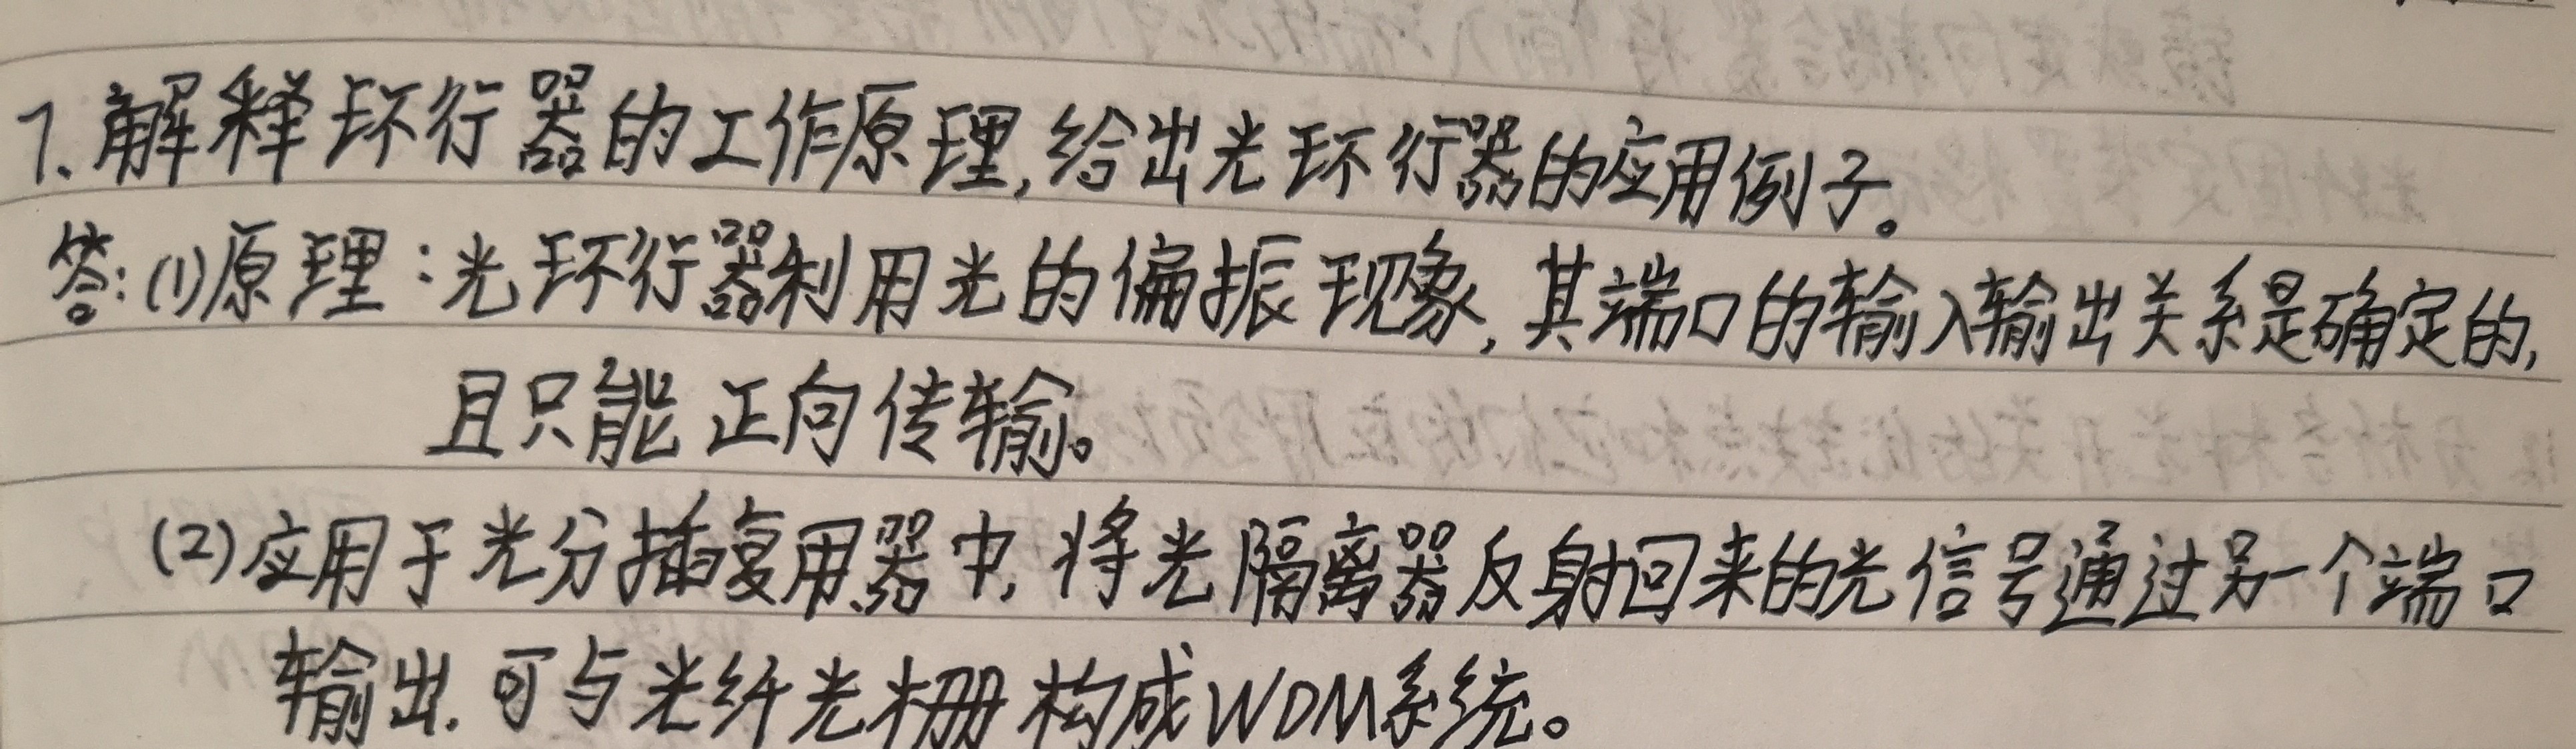 7.解释环行器的工作原理,给出光环行器的应用例子。
答:(1)原理:光环行器利用光的偏振现象,其端口的输入输出关系是确定的,
且只能正向传输。
(2)应用于光分插复用器中,将光隔离器反射回来的光信号通过另一个端口
输出.可与光纤光栅构成WDM系统。